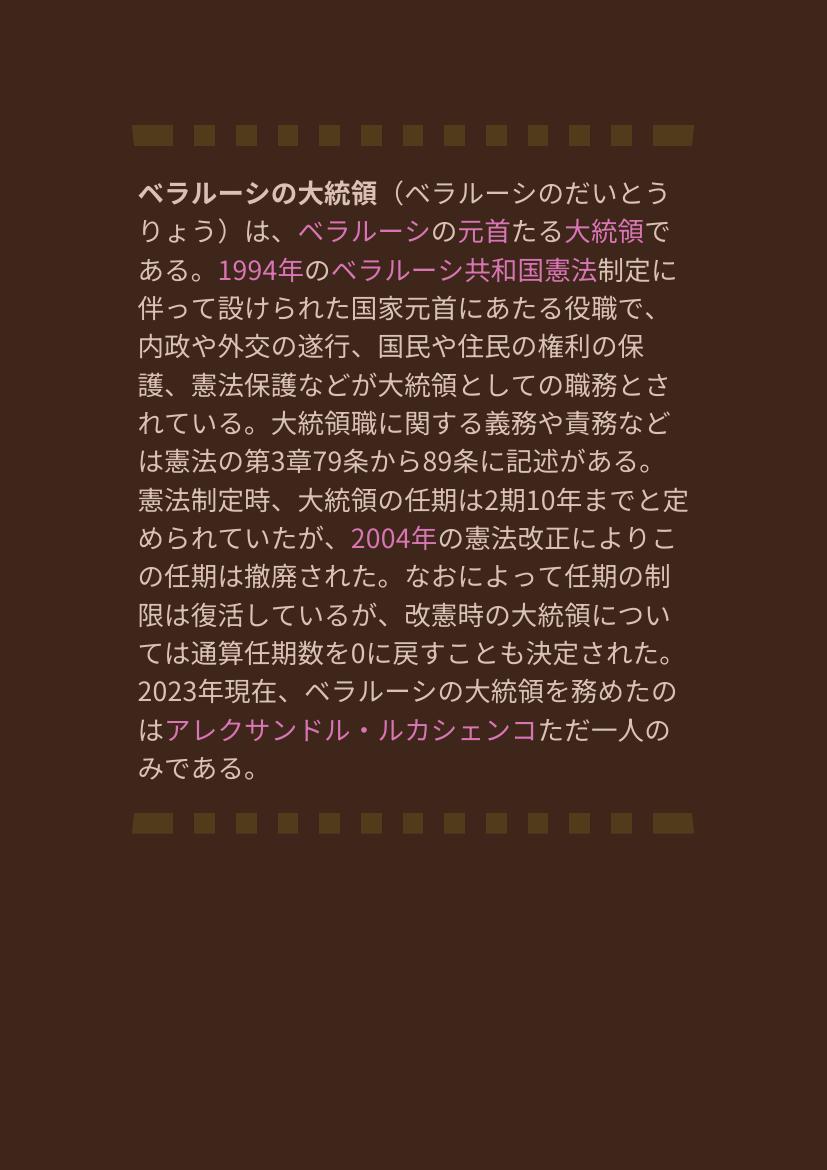 ベラルーシの大統領（ベラルーシのだいとう
りょう）は、ベラルーシの元首たる大統領で
ある。1994年のベラルーシ共和国憲法制定に
伴って設けられた国家元首にあたる役職で、
内政や外交の遂行、国民や住民の権利の保
護、憲法保護などが大統領としての職務とさ
れている。大統領職に関する義務や責務など
は憲法の第3章79条から89条に記述がある。
憲法制定時、大統領の任期は2期10年までと定
められていたが、2004年の憲法改正によりこ
の任期は撤廃された。なおによって任期の制
限は復活しているが、改憲時の大統領につい
ては通算任期数を0に戻すことも決定された。
2023年現在、ベラルーシの大統領を務めたの
はアレクサンドル・ルカシェンコただ一人の
みである。